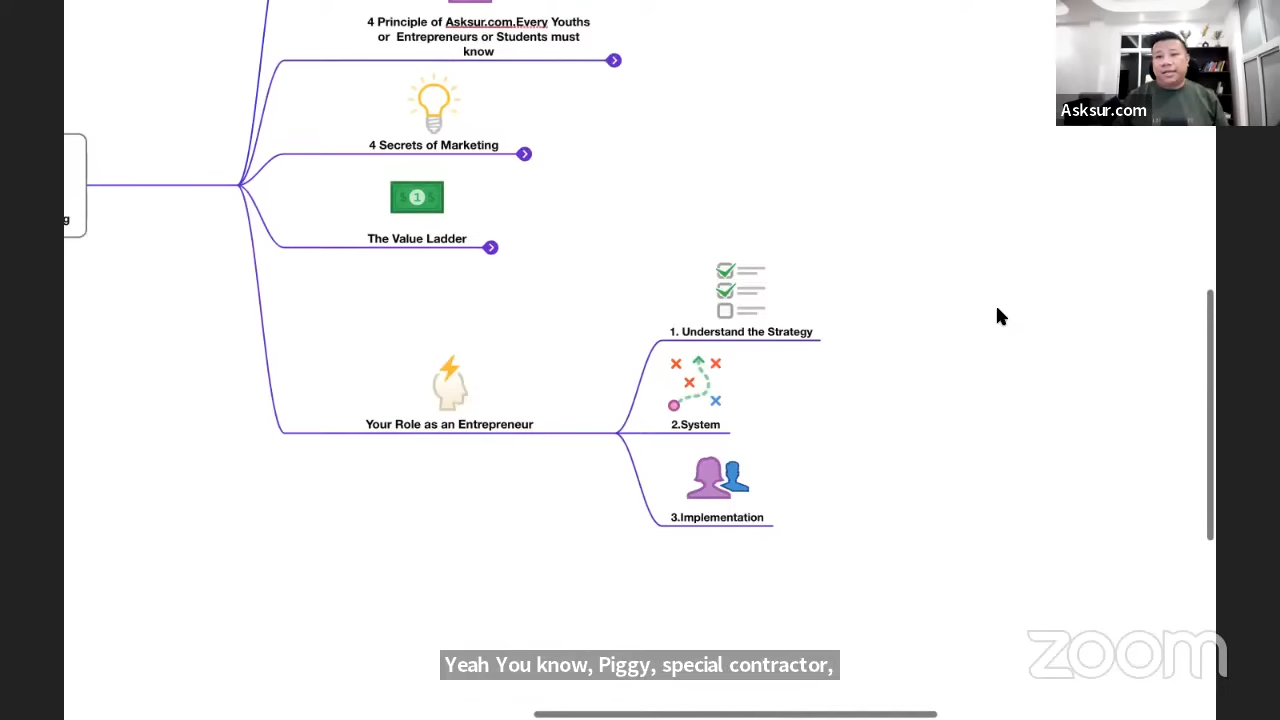 4 Principle of Asksur.com,Every Youths
or Entrepreneurs or Students must
know
Asksur.com
4 Secrets of Marketing
1
g
The Value Ladder
1. Understand the Strategy
Your Role as an Entrepreneur
2.System
3.Implementation
Yeah You know, Piggy, special contractor,
zoom